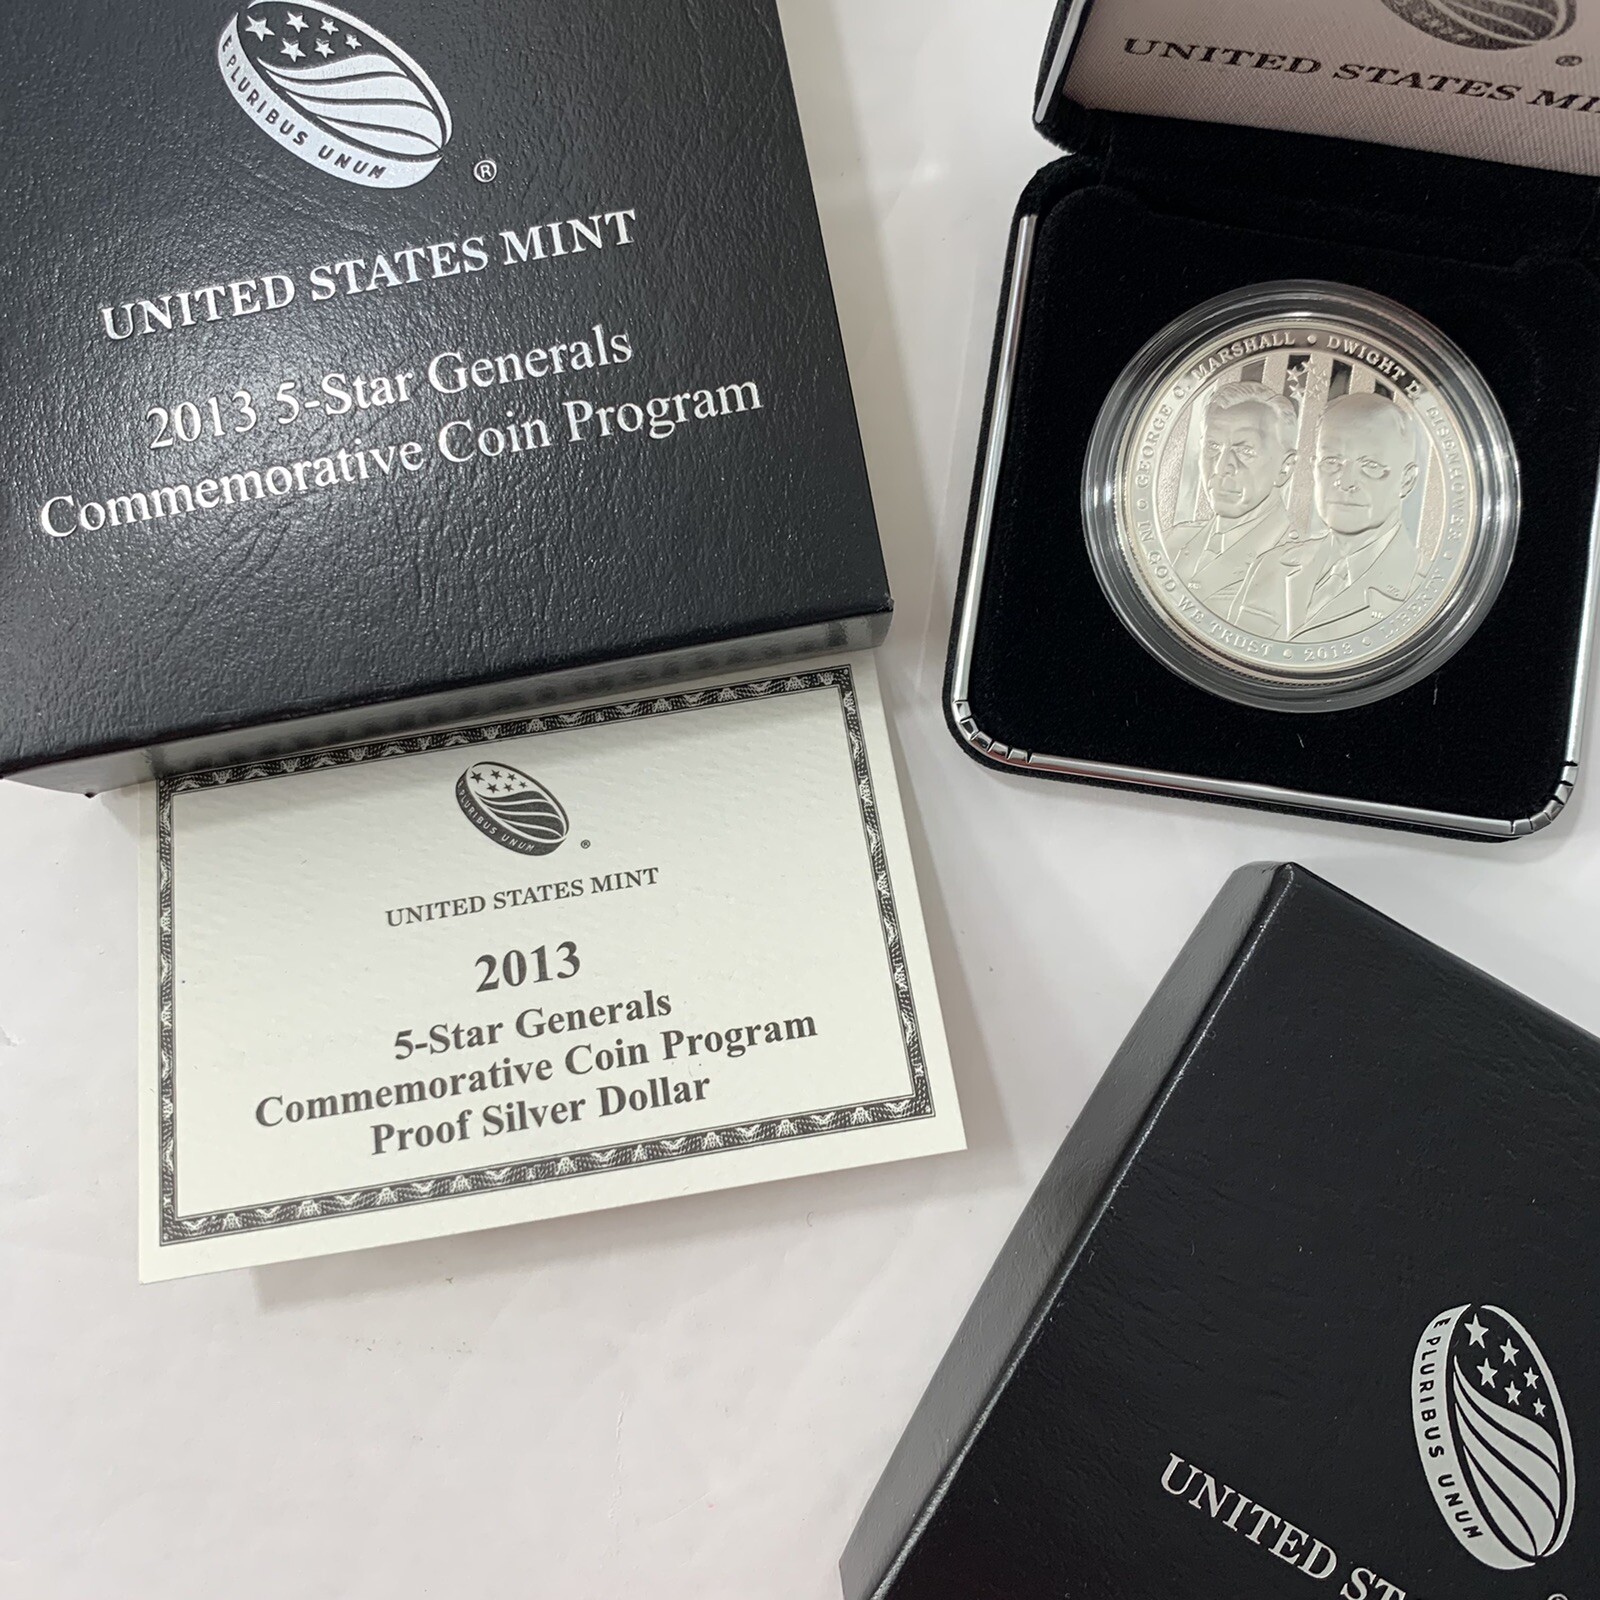 E PLURIBUS UNUM
®
UNITED STATES MINT
2013 5-Star Generals
Commemorative Coin Program
®
UNITED STATES MI
GEORGE C. MARSHALL • DWIGHT D. EISENHOWER
IN GOD WE TRUST • 2013 • LIBERTY
E PLURIBUS UNUM
®
UNITED STATES MINT
2013
5-Star Generals
Commemorative Coin Program
Proof Silver Dollar
E PLURIBUS UNUM
UNITED ST